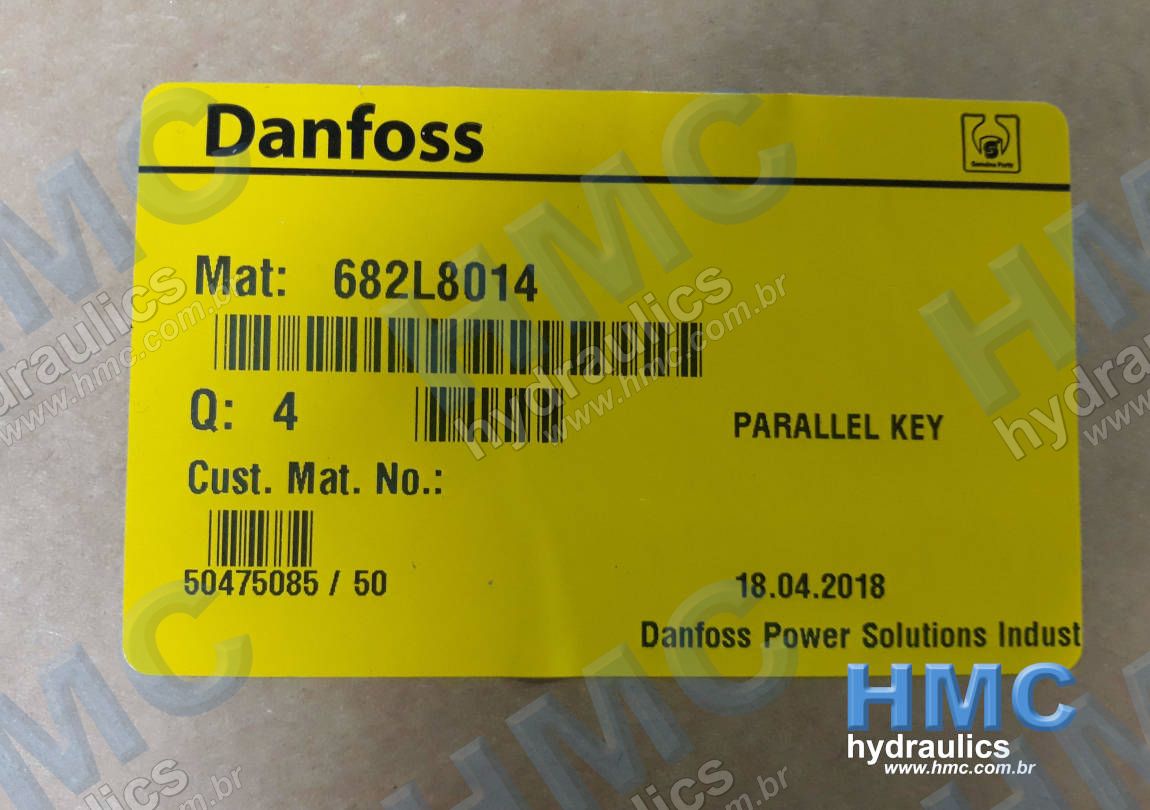 Danfoss
Genuine Parts
Mat: 682L8014
Q: 4
PARALLEL KEY
Cust. Mat. No.:
50475085 / 50
18.04.2018
Danfoss Power Solutions Indust
HMC
hydraulics
www.hmc.com.br